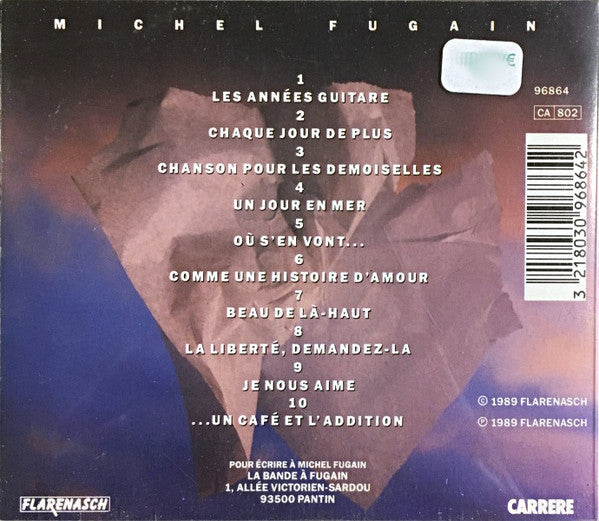 MICHEL FUGAIN
96864
CA 802
1
LES ANNÉES GUITARE
2
CHAQUE JOUR DE PLUS
3
CHANSON POUR LES DEMOISELLES
4
UN JOUR EN MER
5
OÙ S'EN VONT...
6
COMME UNE HISTOIRE D'AMOUR
7
BEAU DE LÀ-HAUT
8
LA LIBERTÉ, DEMANDEZ-LA
9
JE NOUS AIME
10
...UN CAFÉ ET L'ADDITION
3 218030 968642
© 1989 FLARENASCH
℗ 1989 FLARENASCH
POUR ÉCRIRE À MICHEL FUGAIN
LA BANDE À FUGAIN
1, ALLÉE VICTORIEN-SARDOU
93500 PANTIN
FLARENASCH
CARRERE